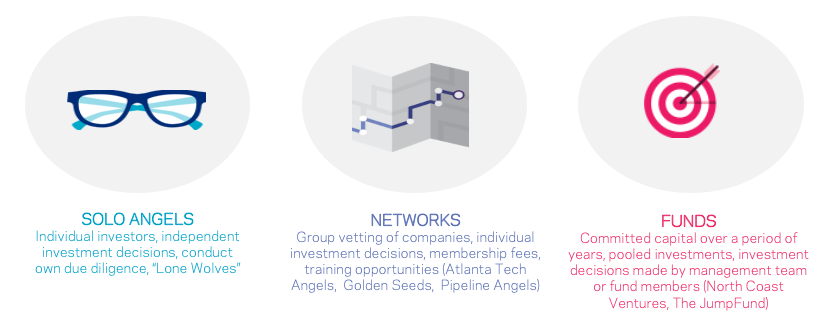 SOLO ANGELS
Individual investors, independent
investment decisions, conduct
own due diligence, “Lone Wolves”
NETWORKS
Group vetting of companies, individual
investment decisions, membership fees,
training opportunities (Atlanta Tech
Angels, Golden Seeds, Pipeline Angels)
FUNDS
Committed capital over a period of
years, pooled investments, investment
decisions made by management team
or fund members (North Coast
Ventures, The JumpFund)